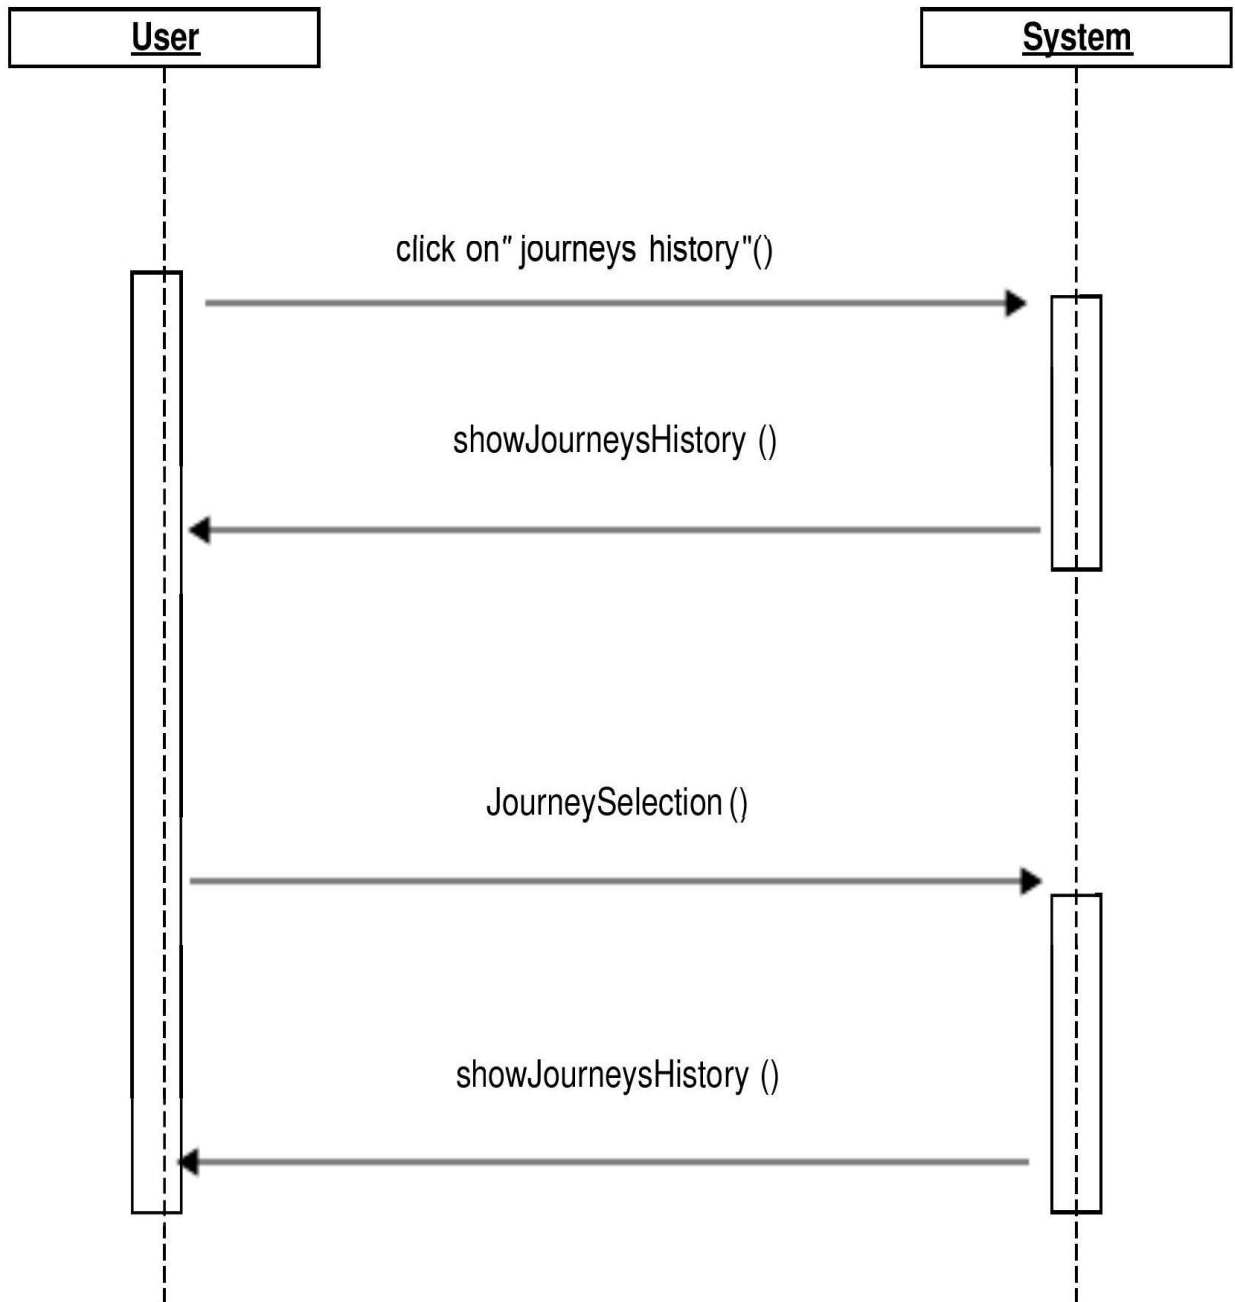 User
System
click on" journeys history"()
showJourneysHistory ()
JourneySelection ()
showJourneysHistory ()